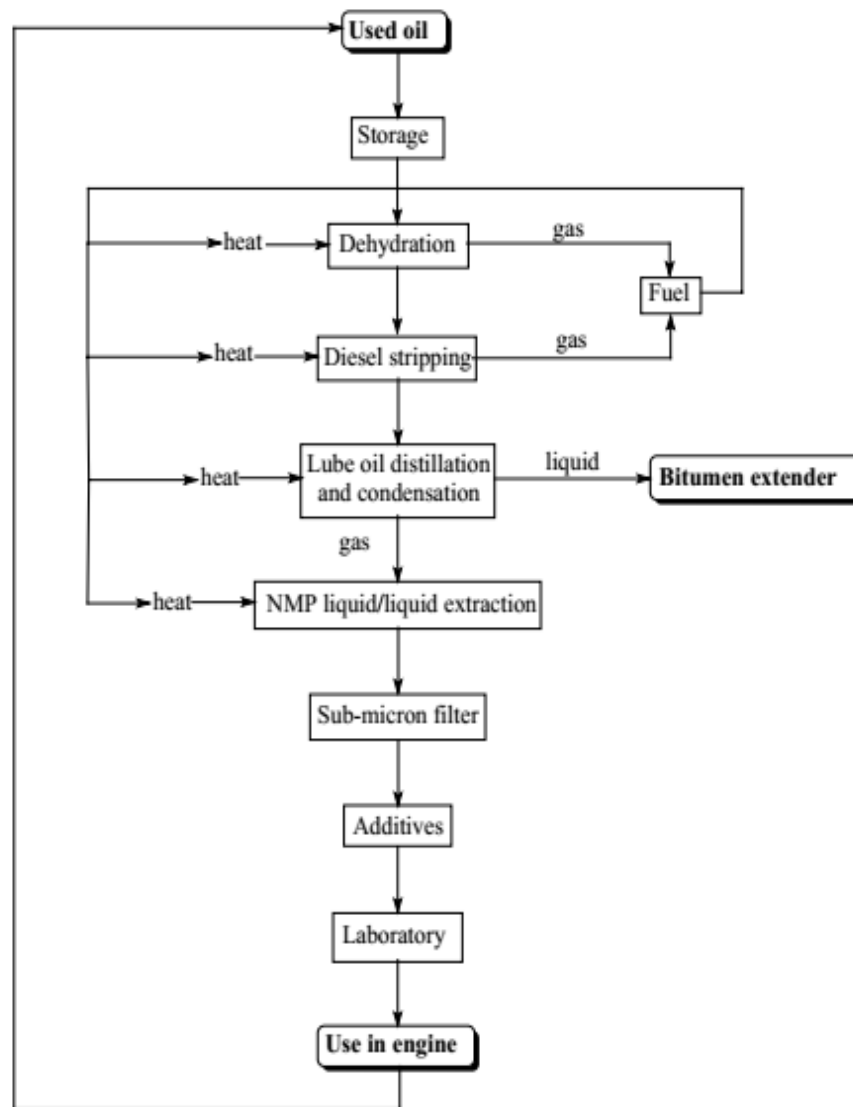 Used oil
Storage
heat
Dehydration
gas
Fuel
heat
Diesel stripping
gas
heat
Lube oil distillation
and condensation
liquid
Bitumen extender
gas
heat
NMP liquid/liquid extraction
Sub-micron filter
Additives
Laboratory
Use in engine